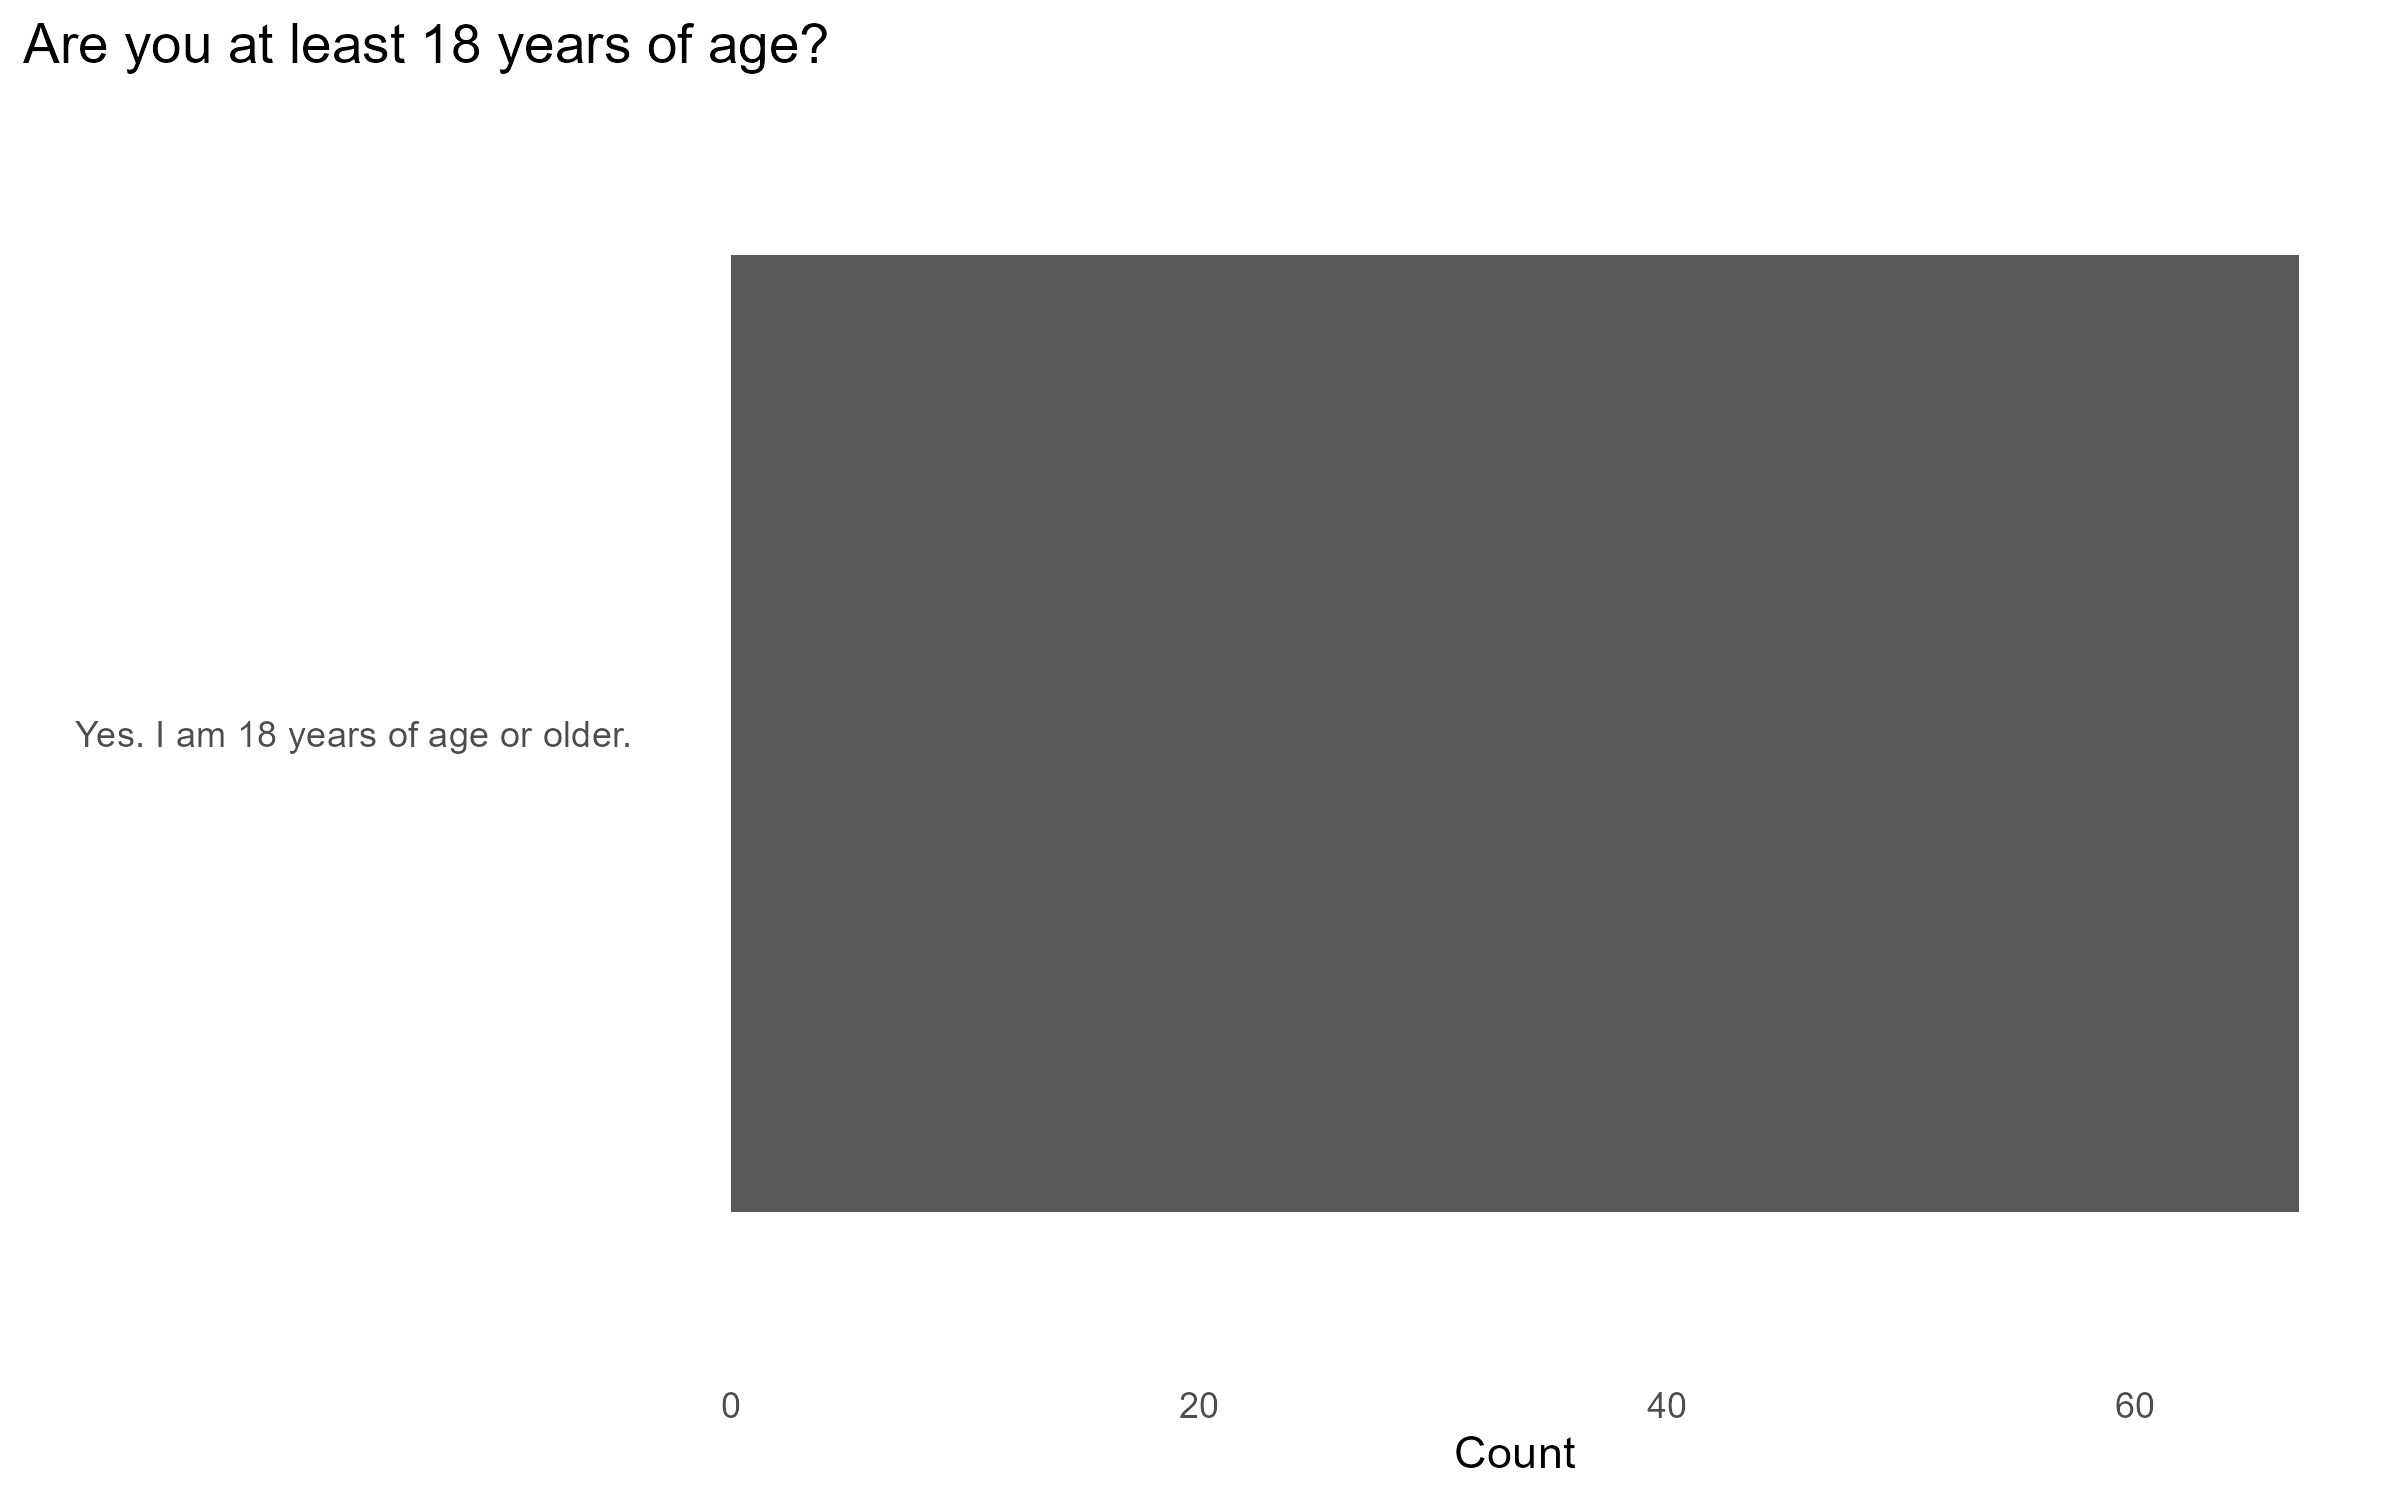 Are you at least 18 years of age?
Yes. I am 18 years of age or older.
0 20 40 60
Count